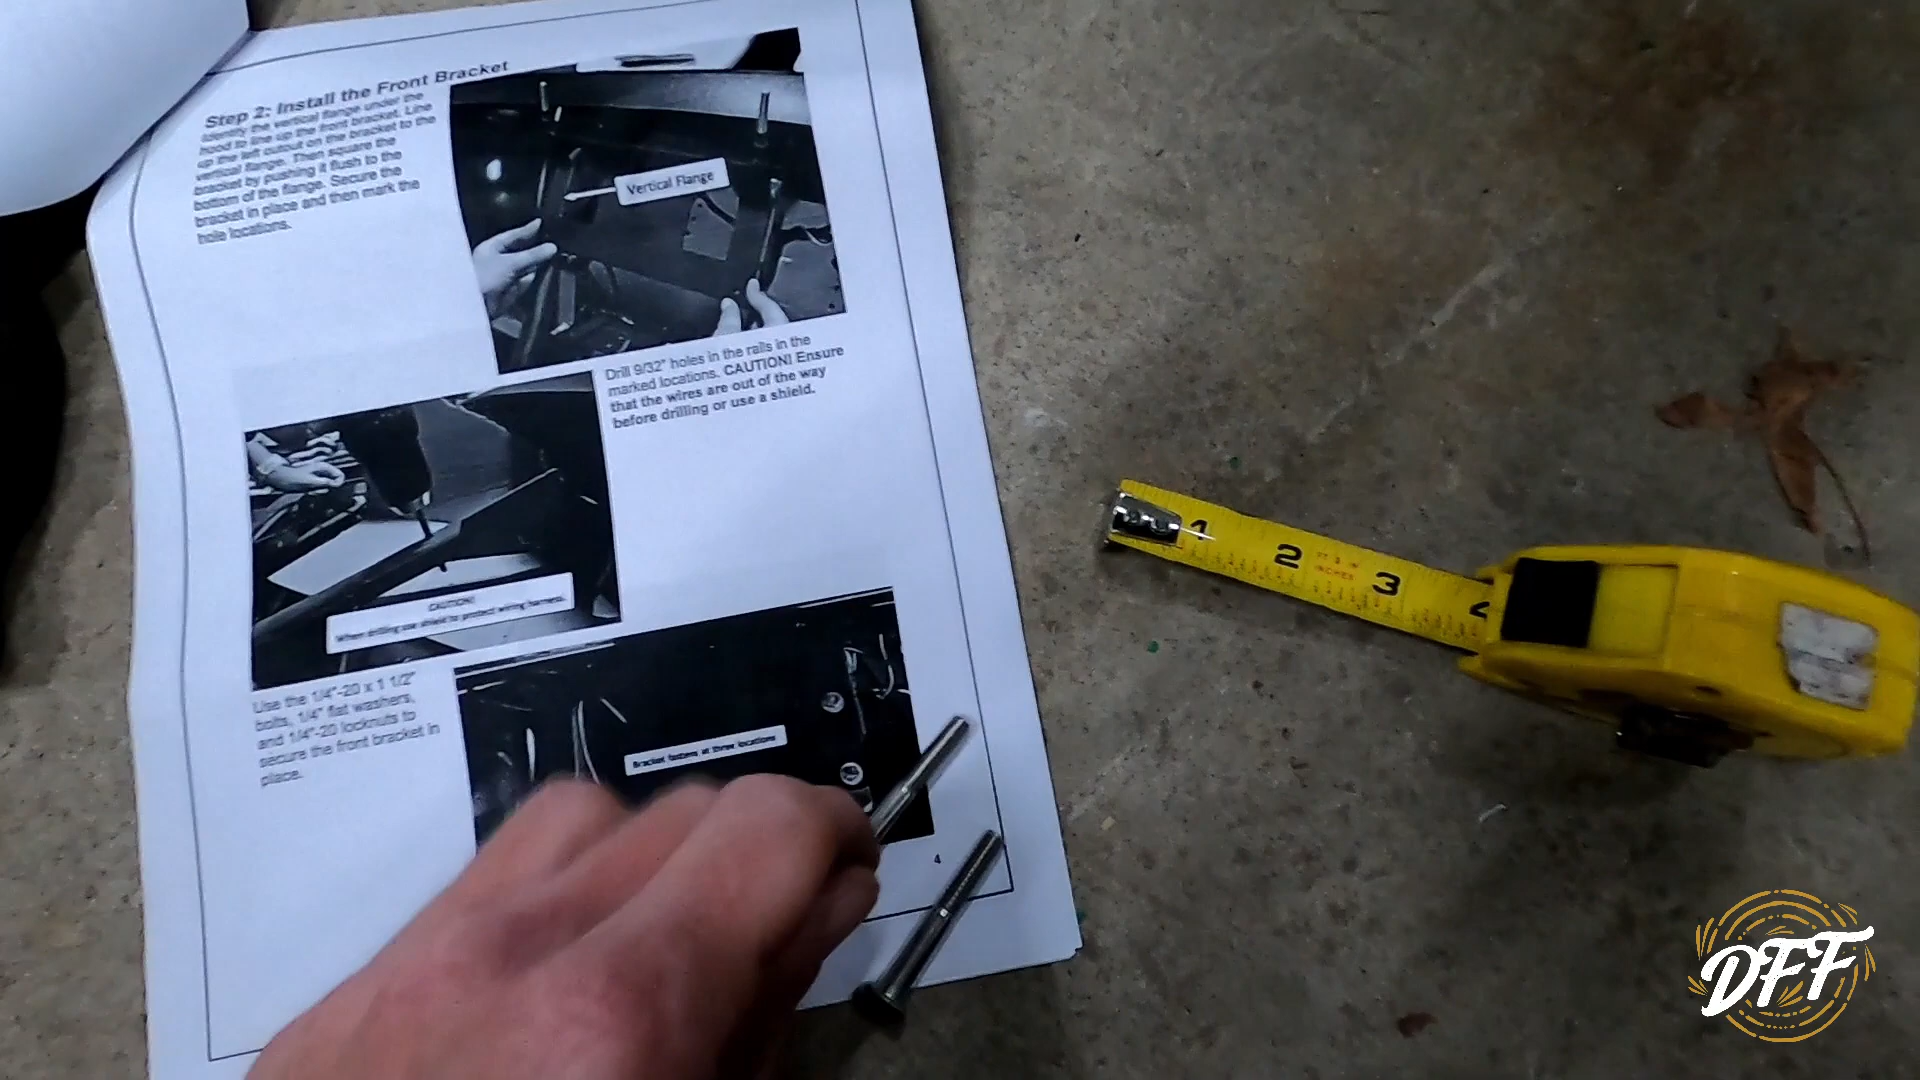 Step 2: Install the Front Bracket
Identify the vertical flange under the
hood to line up the front bracket. Line
up the left cutout on the bracket to the
vertical flange. Then square the
bracket by pushing it flush to the
bottom of the flange. Secure the
bracket in place and then mark the
hole locations.
Vertical Flange
Drill 9/32" holes in the rails in the
marked locations. CAUTION! Ensure
that the wires are out of the way
before drilling or use a shield.
CAUTION!
When drilling use shield to protect wiring harness.
Use the 1/4"-20 x 1 1/2"
bolts, 1/4" flat washers,
and 1/4"-20 locknuts to
secure the front bracket in
place.
Bracket fastens at three locations
4
1 2 3 4
INCHES
DFF